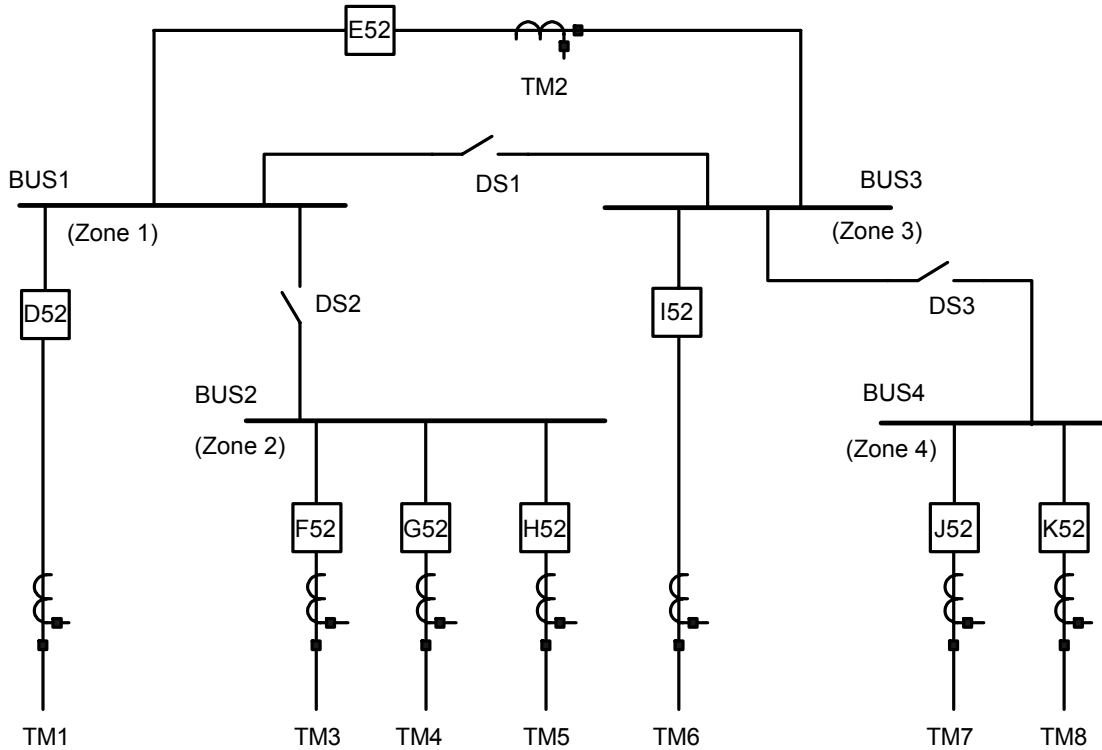 E52
TM2
DS1
BUS1
BUS3
(Zone 1)
(Zone 3)
D52
DS2
I52
DS3
BUS2
BUS4
(Zone 2)
(Zone 4)
F52
G52
H52
J52
K52
TM1
TM3
TM4
TM5
TM6
TM7
TM8